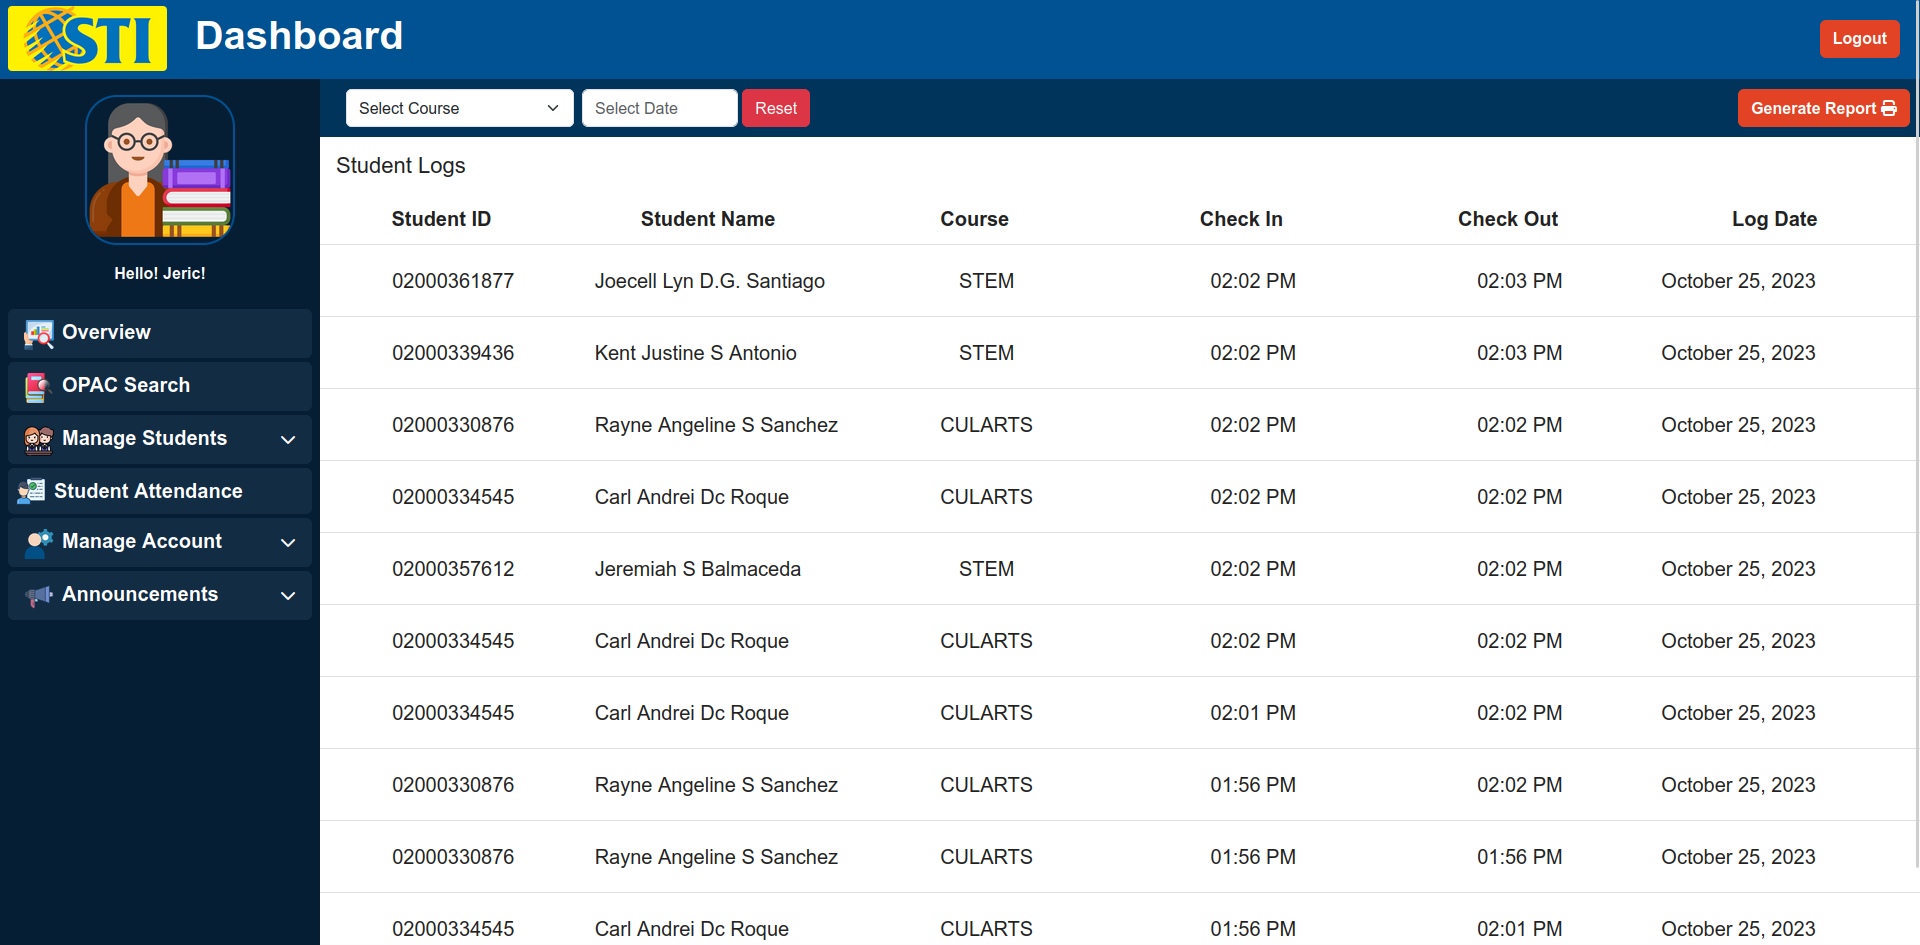 STI Dashboard Logout
Select Course Select Date Reset Generate Report
Hello! Jeric!
Overview
OPAC Search
Manage Students
Student Attendance
Manage Account
Announcements
Student Logs
Student ID Student Name Course Check In Check Out Log Date
02000361877 Joecell Lyn D.G. Santiago STEM 02:02 PM 02:03 PM October 25, 2023
02000339436 Kent Justine S Antonio STEM 02:02 PM 02:03 PM October 25, 2023
02000330876 Rayne Angeline S Sanchez CULARTS 02:02 PM 02:02 PM October 25, 2023
02000334545 Carl Andrei Dc Roque CULARTS 02:02 PM 02:02 PM October 25, 2023
02000357612 Jeremiah S Balmaceda STEM 02:02 PM 02:02 PM October 25, 2023
02000334545 Carl Andrei Dc Roque CULARTS 02:02 PM 02:02 PM October 25, 2023
02000334545 Carl Andrei Dc Roque CULARTS 02:01 PM 02:02 PM October 25, 2023
02000330876 Rayne Angeline S Sanchez CULARTS 01:56 PM 02:02 PM October 25, 2023
02000330876 Rayne Angeline S Sanchez CULARTS 01:56 PM 01:56 PM October 25, 2023
02000334545 Carl Andrei Dc Roque CULARTS 01:56 PM 02:01 PM October 25, 2023